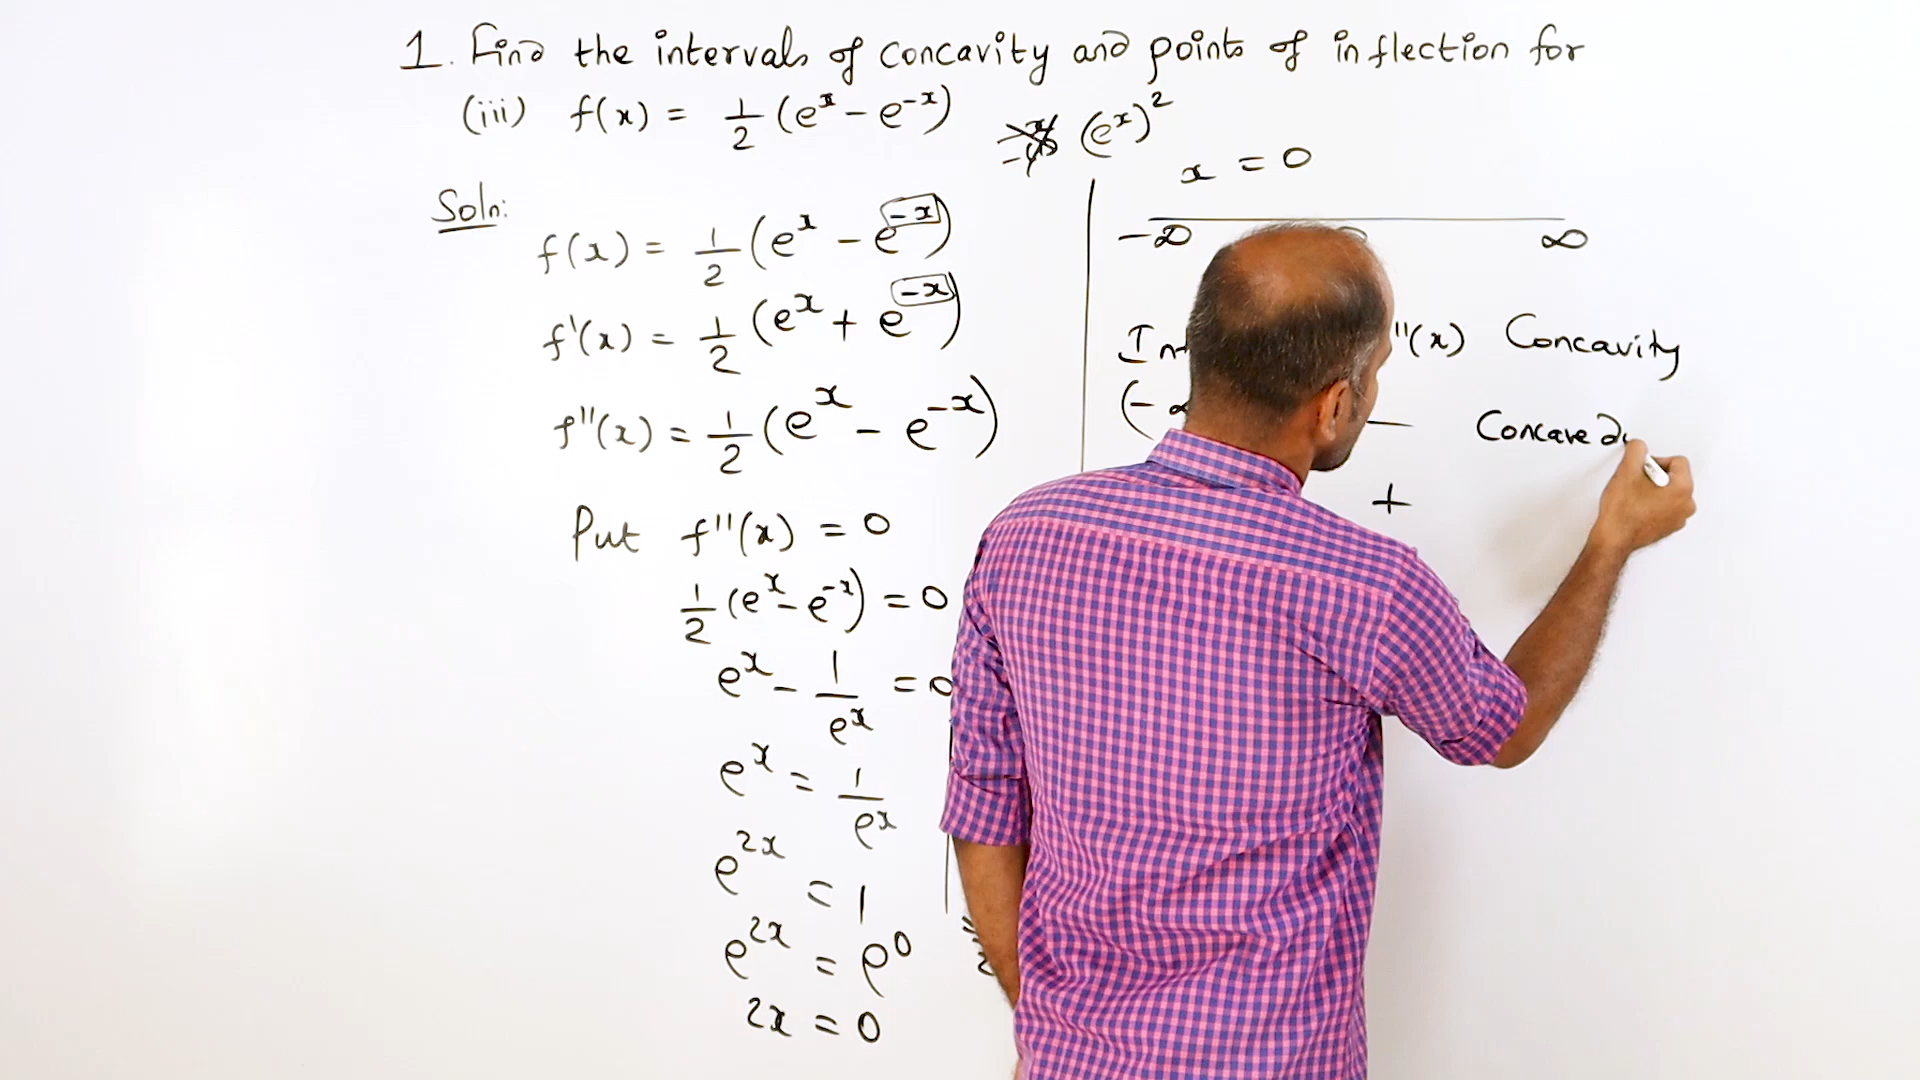 1. Find the intervals of concavity and points of inflection for
(iii) f(x) = 1/2 (e^x - e^-x)
(e^x)^2
Soln:
f(x) = 1/2 (e^x - e^-x)
f'(x) = 1/2 (e^x + e^-x)
f''(x) = 1/2 (e^x - e^-x)
Put f''(x) = 0
1/2 (e^x - e^-x) = 0
e^x - 1/e^x = 0
e^x = 1/e^x
e^2x = 1
e^2x = e^0
2x = 0
x = 0
-∞ ∞
''(x) Concavity
(-∞ - Concave
+